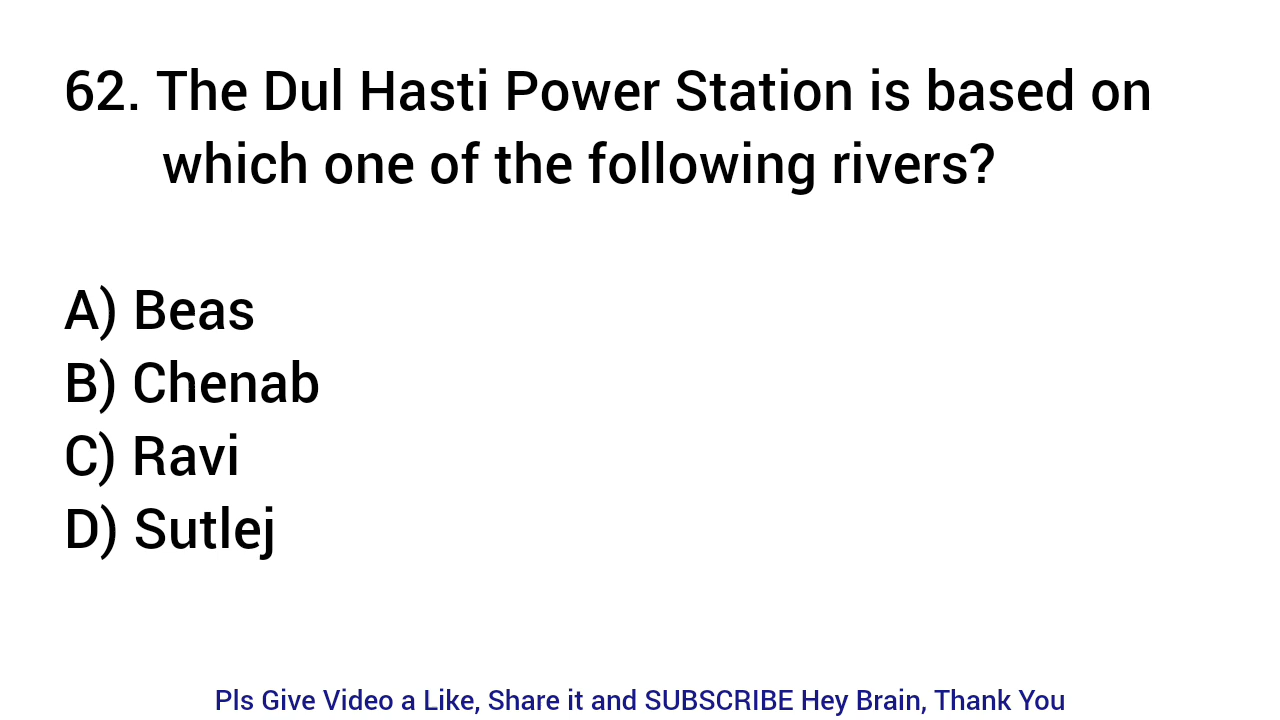 62. The Dul Hasti Power Station is based on
which one of the following rivers?
A) Beas
B) Chenab
C) Ravi
D) Sutlej
Pls Give Video a Like, Share it and SUBSCRIBE Hey Brain, Thank You